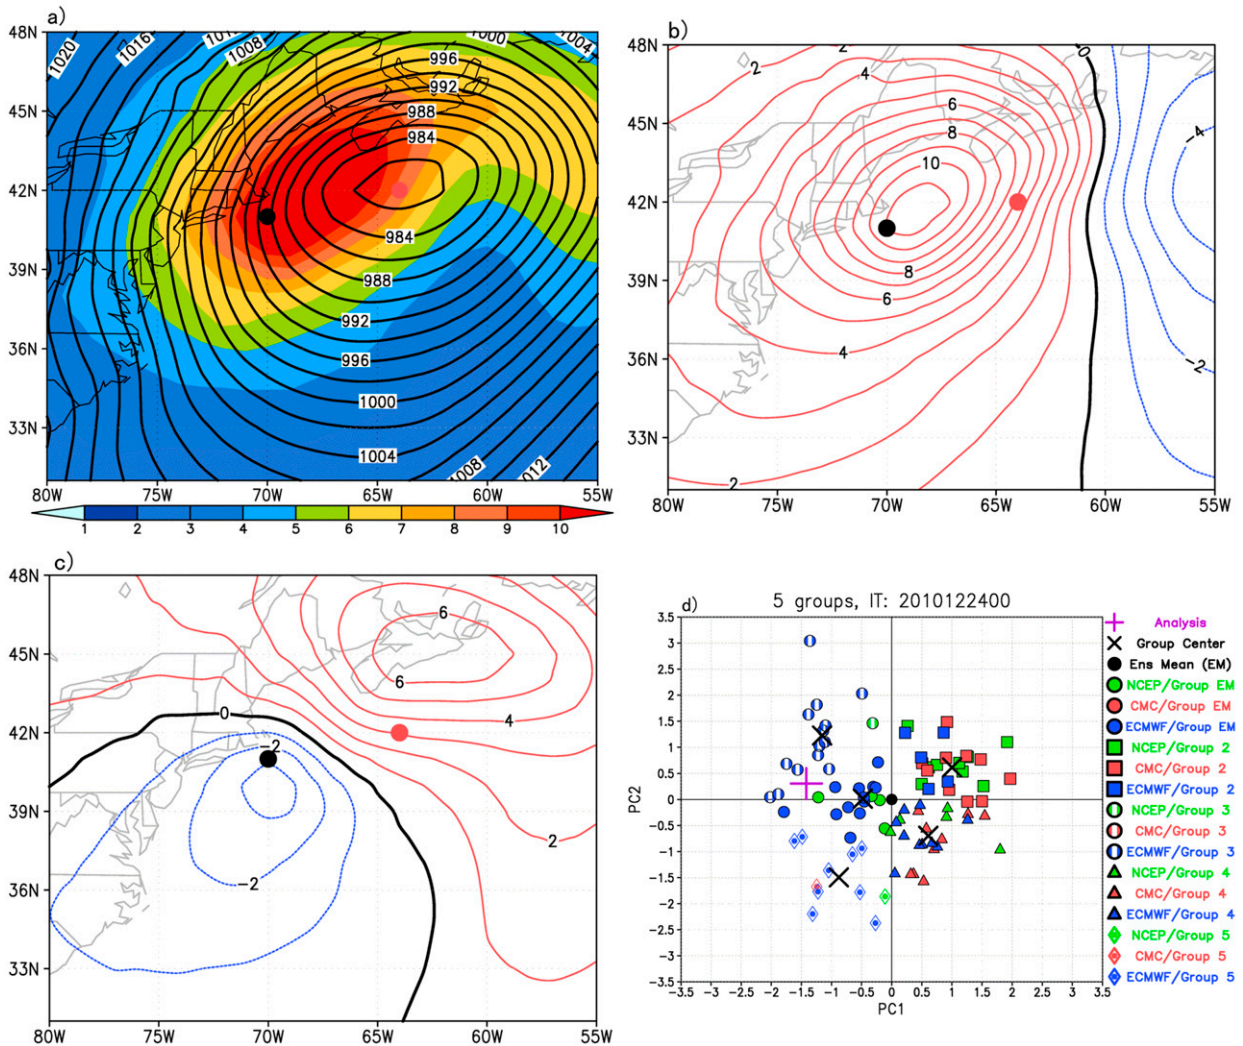 a)
48N
45N
42N
39N
36N
33N
80W 75W 70W 65W 60W 55W
1020
1016
1008
1000
1004
996
992
988
984
984
988
992
996
1000
1004
1008
1012
1 2 3 4 5 6 7 8 9 10
b)
48N
45N
42N
39N
36N
33N
80W 75W 70W 65W 60W 55W
2
2
4
6
8
10
8
6
4
2
0
-4
-2
c)
48N
45N
42N
39N
36N
33N
80W 75W 70W 65W 60W 55W
6
6
4
2
0
-2
-2
d)
5 groups, IT: 2010122400
PC2
3.5
3
2.5
2
1.5
1
0.5
0
-0.5
-1
-1.5
-2
-2.5
-3
-3.5
-3.5 -3 -2.5 -2 -1.5 -1 -0.5 0 0.5 1 1.5 2 2.5 3 3.5
PC1
Analysis
Group Center
Ens Mean (EM)
NCEP/Group EM
CMC/Group EM
ECMWF/Group EM
NCEP/Group 2
CMC/Group 2
ECMWF/Group 2
NCEP/Group 3
CMC/Group 3
ECMWF/Group 3
NCEP/Group 4
CMC/Group 4
ECMWF/Group 4
NCEP/Group 5
CMC/Group 5
ECMWF/Group 5